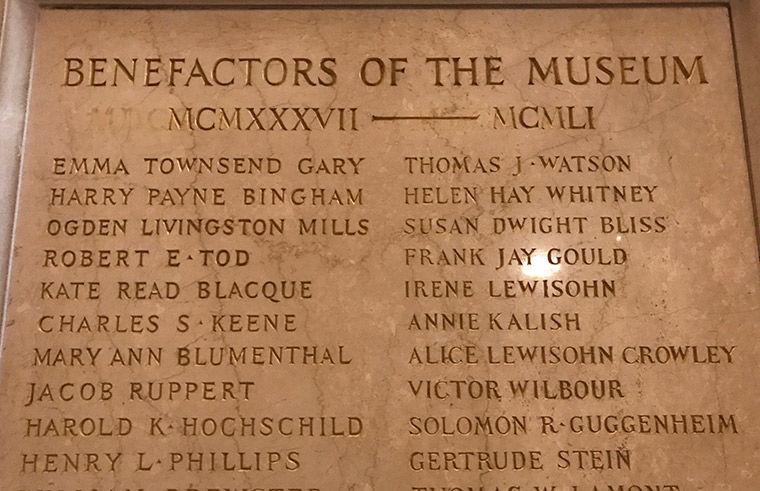 BENEFACTORS OF THE MUSEUM
MCMXXXVII — MCMLI
EMMA TOWNSEND GARY
HARRY PAYNE BINGHAM
OGDEN LIVINGSTON MILLS
ROBERT E·TOD
KATE READ BLACQUE
CHARLES S·KEENE
MARY ANN BLUMENTHAL
JACOB RUPPERT
HAROLD K·HOCHSCHILD
HENRY L·PHILLIPS
THOMAS J·WATSON
HELEN HAY WHITNEY
SUSAN DWIGHT BLISS
FRANK JAY GOULD
IRENE LEWISOHN
ANNIE KALISH
ALICE LEWISOHN CROWLEY
VICTOR WILBOUR
SOLOMON R·GUGGENHEIM
GERTRUDE STEIN
THOMAS W·LAMONT